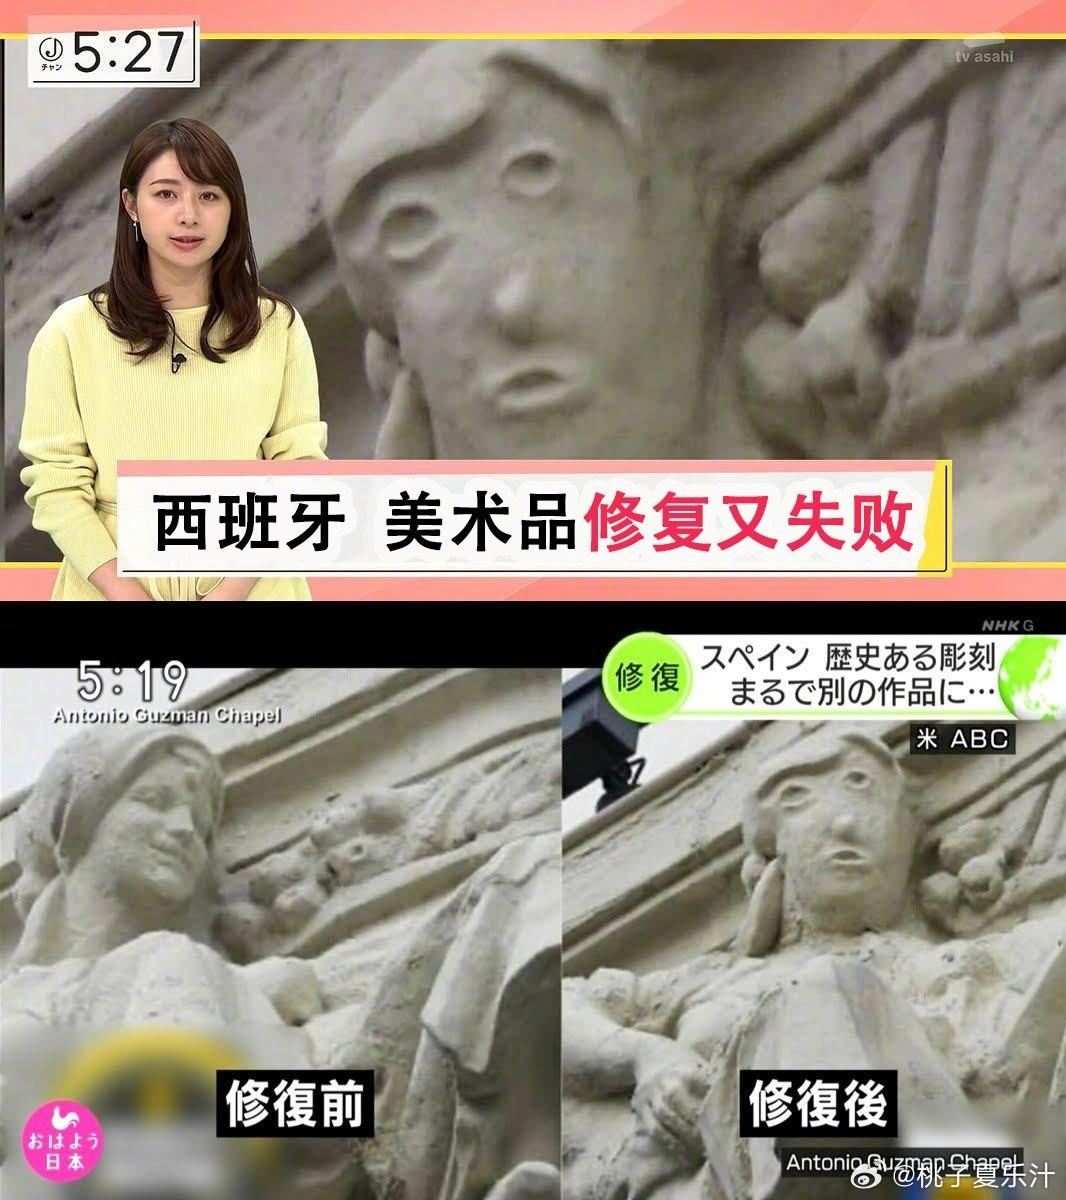 チャン
5:27
tv asahi
西班牙 美术品修复又失败
NHK G
5:19
修復
スペイン 歴史ある彫刻
まるで別の作品に…
Antonio Guzman Chapel
米 ABC
修復前
修復後
おはよう
日本
Antonio Guzman Chapel
@桃子夏乐汁